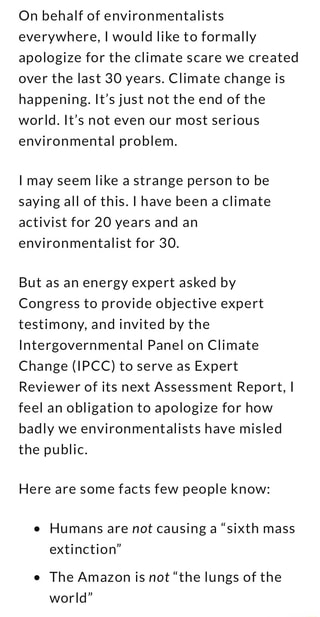 On behalf of environmentalists
everywhere, I would like to formally
apologize for the climate scare we created
over the last 30 years. Climate change is
happening. It’s just not the end of the
world. It’s not even our most serious
environmental problem.
I may seem like a strange person to be
saying all of this. I have been a climate
activist for 20 years and an
environmentalist for 30.
But as an energy expert asked by
Congress to provide objective expert
testimony, and invited by the
Intergovernmental Panel on Climate
Change (IPCC) to serve as Expert
Reviewer of its next Assessment Report, I
feel an obligation to apologize for how
badly we environmentalists have misled
the public.
Here are some facts few people know:
• Humans are not causing a “sixth mass
extinction”
• The Amazon is not “the lungs of the
world”